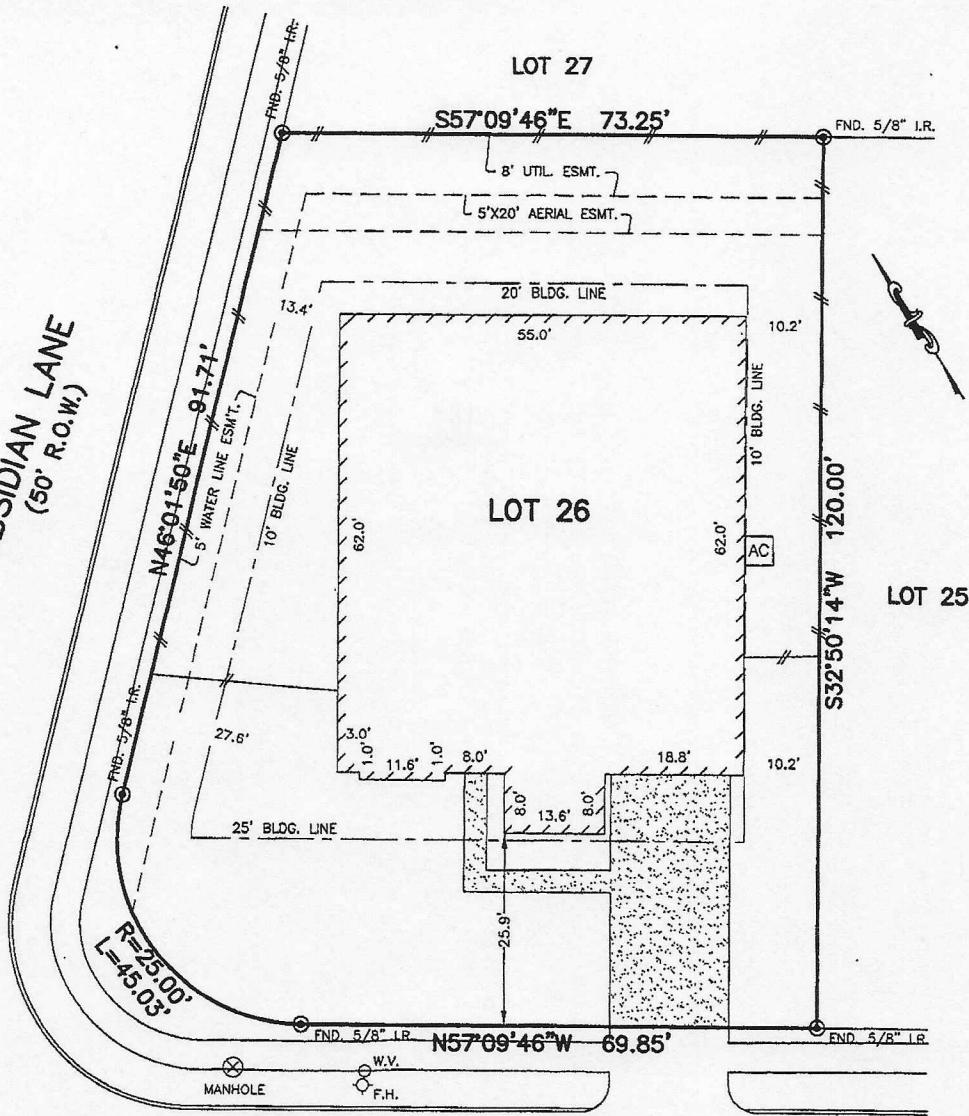 LOT 27
FND. 5/8" I.R.
S57°09'46"E 73.25'
FND. 5/8" I.R.
8' UTIL. ESMT.
5'X20' AERIAL ESMT.
20' BLDG. LINE
13.4'
55.0'
10.2'
(50' R.O.W.)
N46°01'50"E 91.71'
5' WATER LINE ESM'T.
10' BLDG. LINE
10' BLDG. LINE
LOT 26
62.0'
62.0'
AC
S32°50'14"W 120.00'
LOT 25
FND. 5/8" I.R.
27.6'
3.0'
1.0'
11.6'
1.0'
8.0'
18.8'
10.2'
8.0'
13.6'
8.0'
25' BLDG. LINE
25.9'
R=25.00'
L=45.03'
FND. 5/8" I.R.
N57°09'46"W 69.85'
FND. 5/8" I.R.
MANHOLE
W.V.
F.H.
LANE